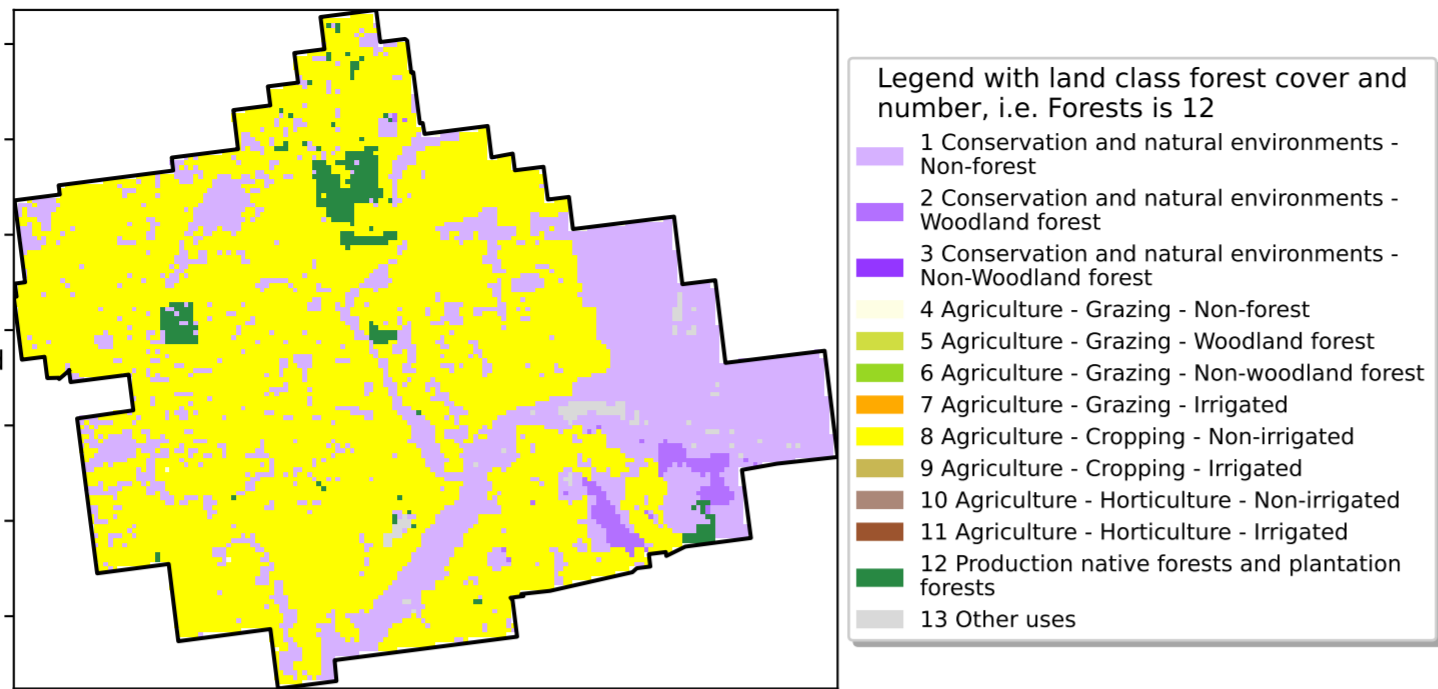 Legend with land class forest cover and
number, i.e. Forests is 12
1 Conservation and natural environments -
Non-forest
2 Conservation and natural environments -
Woodland forest
3 Conservation and natural environments -
Non-Woodland forest
4 Agriculture - Grazing - Non-forest
5 Agriculture - Grazing - Woodland forest
6 Agriculture - Grazing - Non-woodland forest
7 Agriculture - Grazing - Irrigated
8 Agriculture - Cropping - Non-irrigated
9 Agriculture - Cropping - Irrigated
10 Agriculture - Horticulture - Non-irrigated
11 Agriculture - Horticulture - Irrigated
12 Production native forests and plantation
forests
13 Other uses